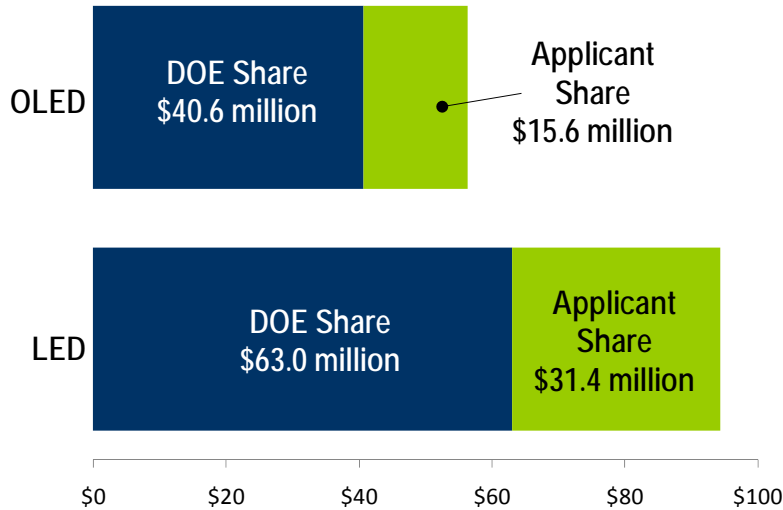 OLED
DOE Share
$40.6 million
Applicant
Share
$15.6 million
LED
DOE Share
$63.0 million
Applicant
Share
$31.4 million
$0 $20 $40 $60 $80 $100